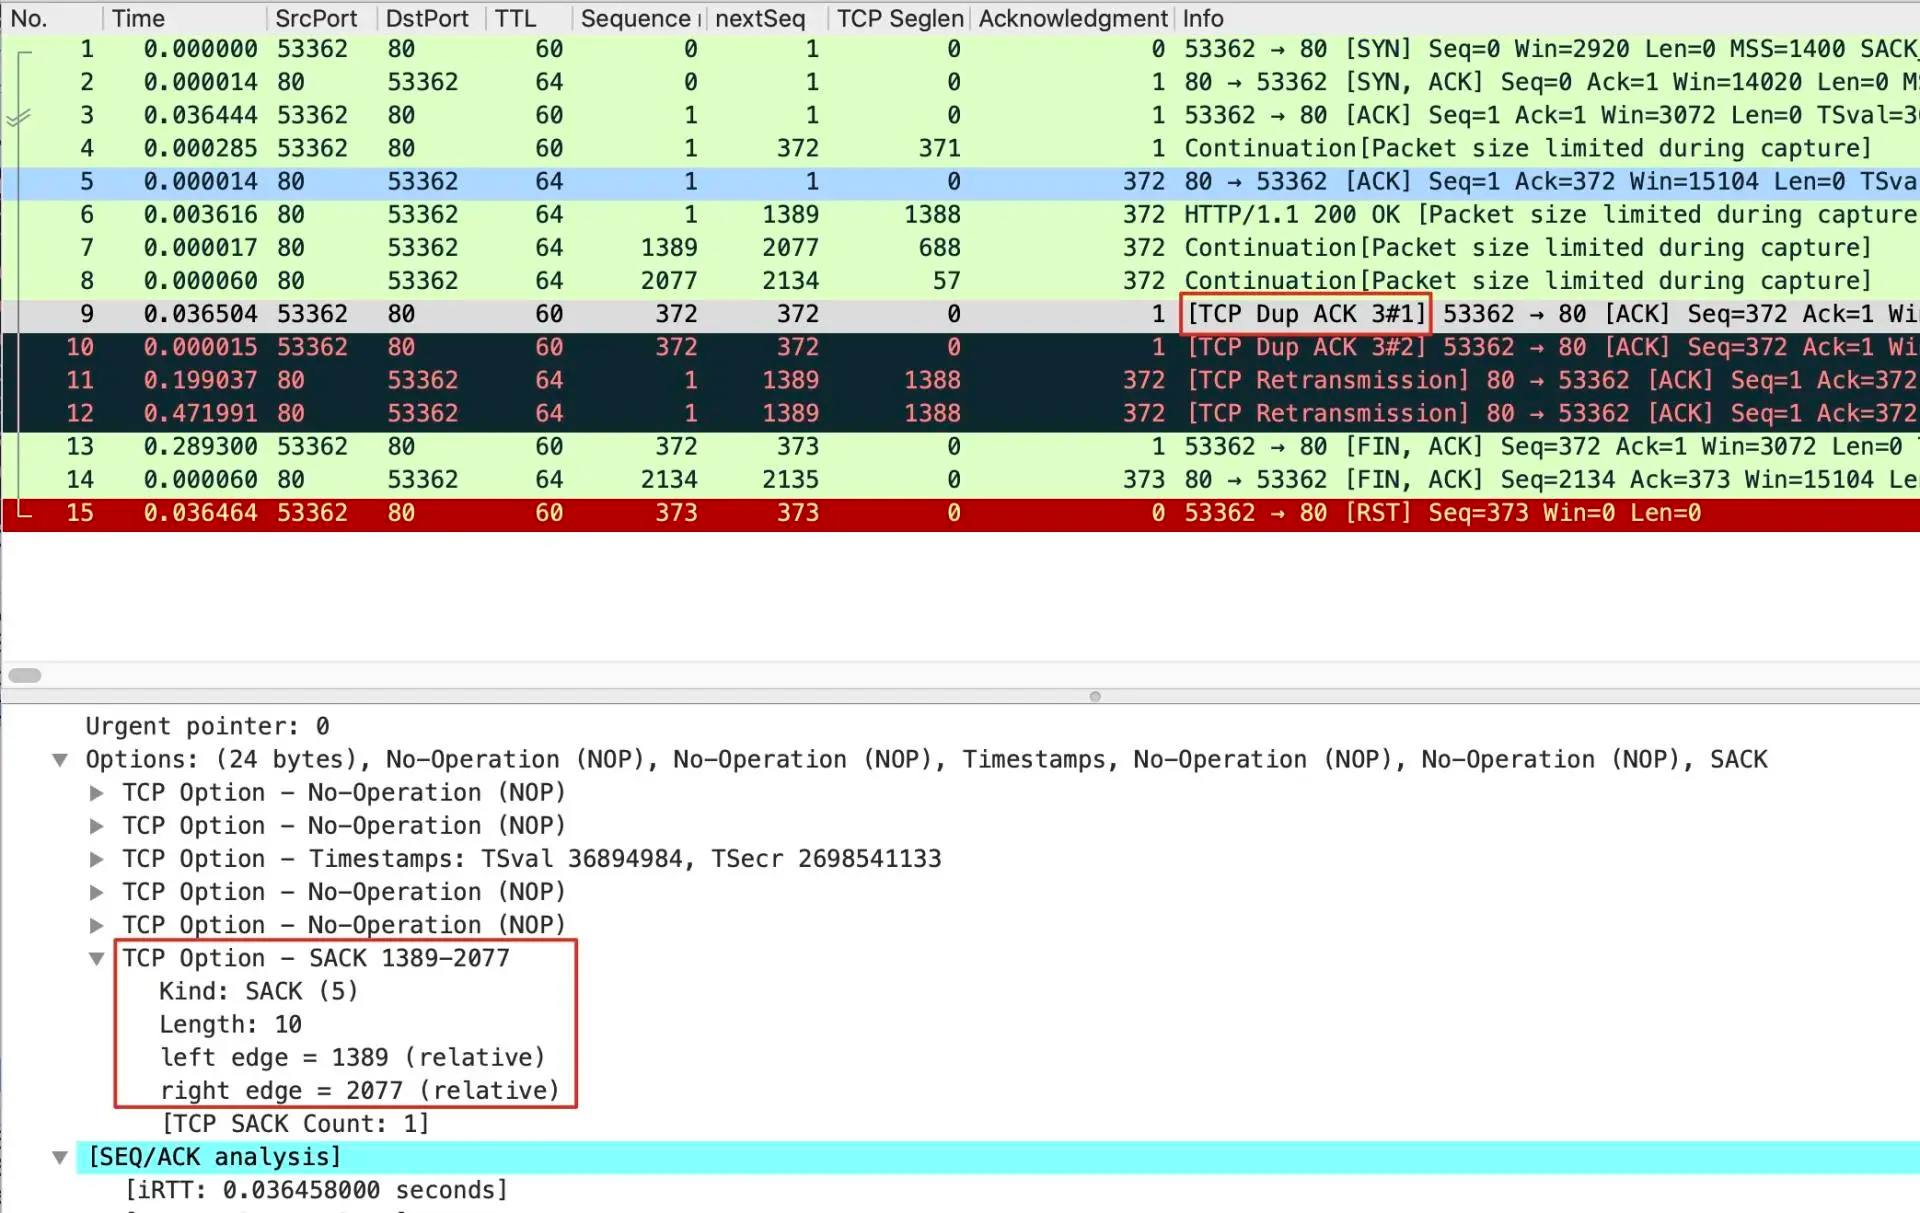 No. Time SrcPort DstPort TTL Sequence nextSeq TCP Seglen Acknowledgment Info
1 0.000000 53362 80 60 0 1 0 0 53362 → 80 [SYN] Seq=0 Win=2920 Len=0 MSS=1400 SACK_
2 0.000014 80 53362 64 0 1 0 1 80 → 53362 [SYN, ACK] Seq=0 Ack=1 Win=14020 Len=0 M
3 0.036444 53362 80 60 1 1 0 1 53362 → 80 [ACK] Seq=1 Ack=1 Win=3072 Len=0 TSval=3
4 0.000285 53362 80 60 1 372 371 1 Continuation[Packet size limited during capture]
5 0.000014 80 53362 64 1 1 0 372 80 → 53362 [ACK] Seq=1 Ack=372 Win=15104 Len=0 TSva
6 0.003616 80 53362 64 1 1389 1388 372 HTTP/1.1 200 OK [Packet size limited during capture
7 0.000017 80 53362 64 1389 2077 688 372 Continuation[Packet size limited during capture]
8 0.000060 80 53362 64 2077 2134 57 372 Continuation[Packet size limited during capture]
9 0.036504 53362 80 60 372 372 0 1 [TCP Dup ACK 3#1] 53362 → 80 [ACK] Seq=372 Ack=1 Wi
10 0.000015 53362 80 60 372 372 0 1 [TCP Dup ACK 3#2] 53362 → 80 [ACK] Seq=372 Ack=1 Wi
11 0.199037 80 53362 64 1 1389 1388 372 [TCP Retransmission] 80 → 53362 [ACK] Seq=1 Ack=372
12 0.471991 80 53362 64 1 1389 1388 372 [TCP Retransmission] 80 → 53362 [ACK] Seq=1 Ack=372
13 0.289300 53362 80 60 372 373 0 1 53362 → 80 [FIN, ACK] Seq=372 Ack=1 Win=3072 Len=0
14 0.000060 80 53362 64 2134 2135 0 373 80 → 53362 [FIN, ACK] Seq=2134 Ack=373 Win=15104 Le
15 0.036464 53362 80 60 373 373 0 0 53362 → 80 [RST] Seq=373 Win=0 Len=0
Urgent pointer: 0
Options: (24 bytes), No-Operation (NOP), No-Operation (NOP), Timestamps, No-Operation (NOP), No-Operation (NOP), SACK
TCP Option - No-Operation (NOP)
TCP Option - No-Operation (NOP)
TCP Option - Timestamps: TSval 36894984, TSecr 2698541133
TCP Option - No-Operation (NOP)
TCP Option - No-Operation (NOP)
TCP Option - SACK 1389-2077
Kind: SACK (5)
Length: 10
left edge = 1389 (relative)
right edge = 2077 (relative)
[TCP SACK Count: 1]
[SEQ/ACK analysis]
[iRTT: 0.036458000 seconds]